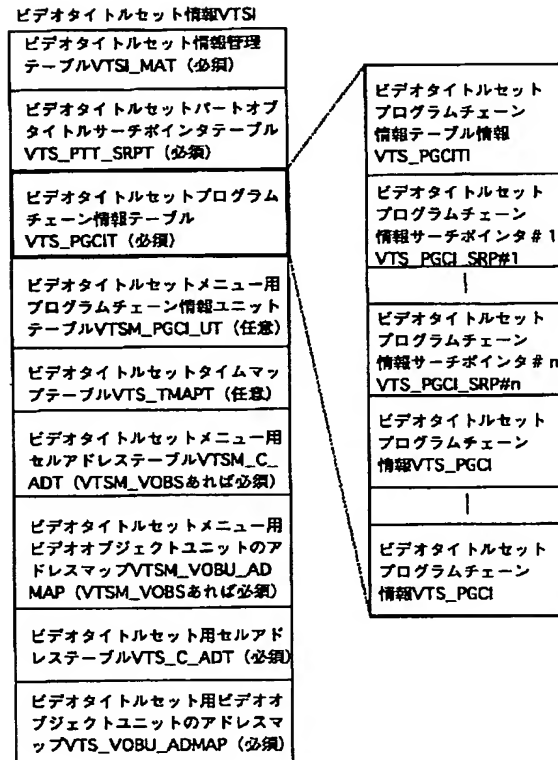 ビデオタイトルセット情報VTSI
ビデオタイトルセット情報管理
テーブルVTSI_MAT（必須）
ビデオタイトルセットパートオブ
タイトルサーチポインタテーブル
VTS_PTT_SRPT（必須）
ビデオタイトルセットプログラム
チェーン情報テーブル
VTS_PGCIT（必須）
ビデオタイトルセットメニュー用
プログラムチェーン情報ユニット
テーブルVTSM_PGCI_UT（任意）
ビデオタイトルセットタイムマッ
プテーブルVTS_TMAPT（任意）
ビデオタイトルセットメニュー用
セルアドレステーブルVTSM_C_
ADT（VTSM_VOBSあれば必須）
ビデオタイトルセットメニュー用
ビデオオブジェクトユニットのア
ドレスマップVTSM_VOBU_AD
MAP（VTSM_VOBSあれば必須）
ビデオタイトルセット用セルアド
レステーブルVTS_C_ADT（必須）
ビデオタイトルセット用ビデオオ
ブジェクトユニットのアドレスマ
ップVTS_VOBU_ADMAP（必須）
ビデオタイトルセット
プログラムチェーン
情報テーブル情報
VTS_PGCITI
ビデオタイトルセット
プログラムチェーン
情報サーチポインタ＃1
VTS_PGCI_SRP#1
ビデオタイトルセット
プログラムチェーン
情報サーチポインタ＃n
VTS_PGCI_SRP#n
ビデオタイトルセット
プログラムチェーン
情報VTS_PGCI
ビデオタイトルセット
プログラムチェーン
情報VTS_PGCI